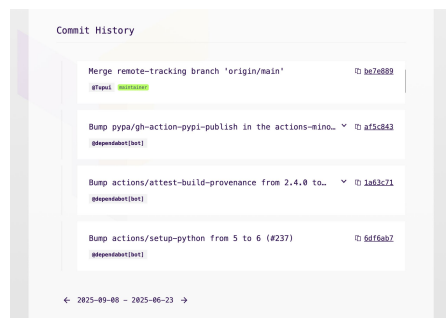 Commit History
Merge remote-tracking branch 'origin/main'
be7e889
@Tupui maintainer
Bump pypa/gh-action-pypi-publish in the actions-mino…
af5c843
@dependabot[bot]
Bump actions/attest-build-provenance from 2.4.0 to…
1a63c71
@dependabot[bot]
Bump actions/setup-python from 5 to 6 (#237)
6df6ab7
@dependabot[bot]
← 2025-09-08 – 2025-06-23 →